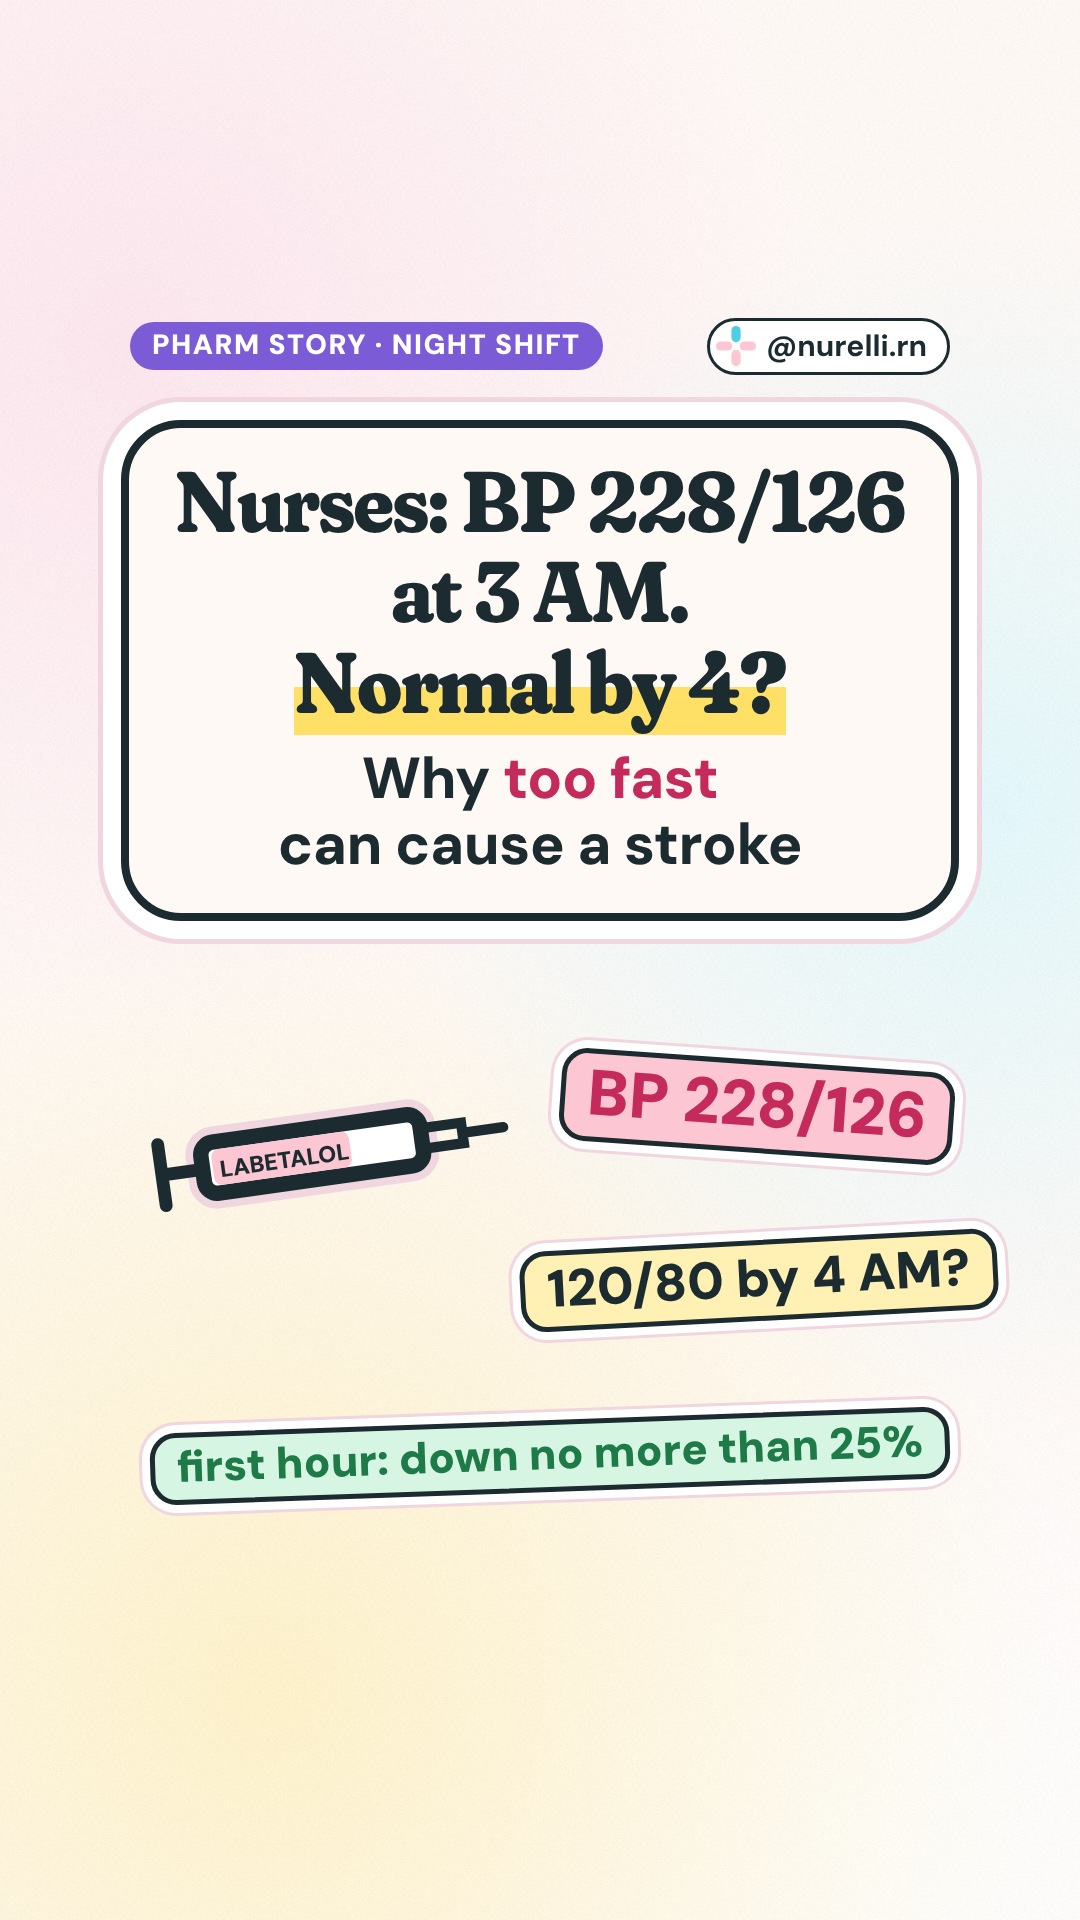 PHARM STORY · NIGHT SHIFT
@nurelli.rn
Nurses: BP 228/126
at 3 AM.
Normal by 4?
Why too fast
can cause a stroke
BP 228/126
LABETALOL
120/80 by 4 AM?
first hour: down no more than 25%